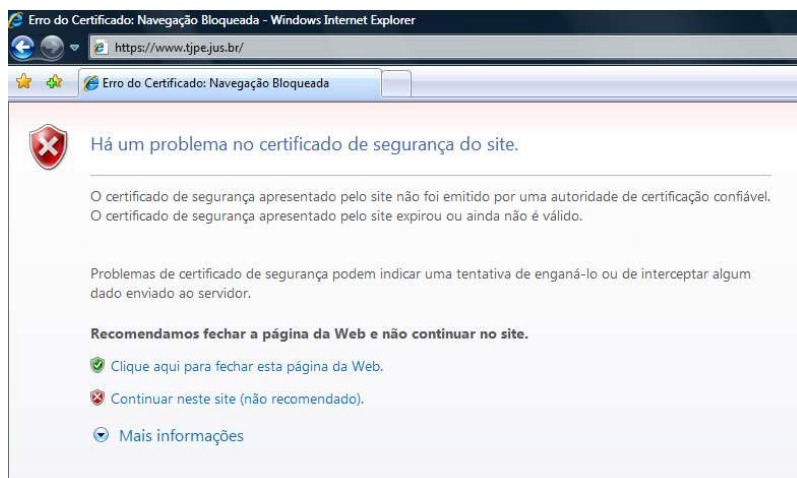 Erro do Certificado: Navegação Bloqueada - Windows Internet Explorer
https://www.tjpe.jus.br/
Erro do Certificado: Navegação Bloqueada
Há um problema no certificado de segurança do site.
O certificado de segurança apresentado pelo site não foi emitido por uma autoridade de certificação confiável.
O certificado de segurança apresentado pelo site expirou ou ainda não é válido.
Problemas de certificado de segurança podem indicar uma tentativa de enganá-lo ou de interceptar algum
dado enviado ao servidor.
Recomendamos fechar a página da Web e não continuar no site.
Clique aqui para fechar esta página da Web.
Continuar neste site (não recomendado).
Mais informações